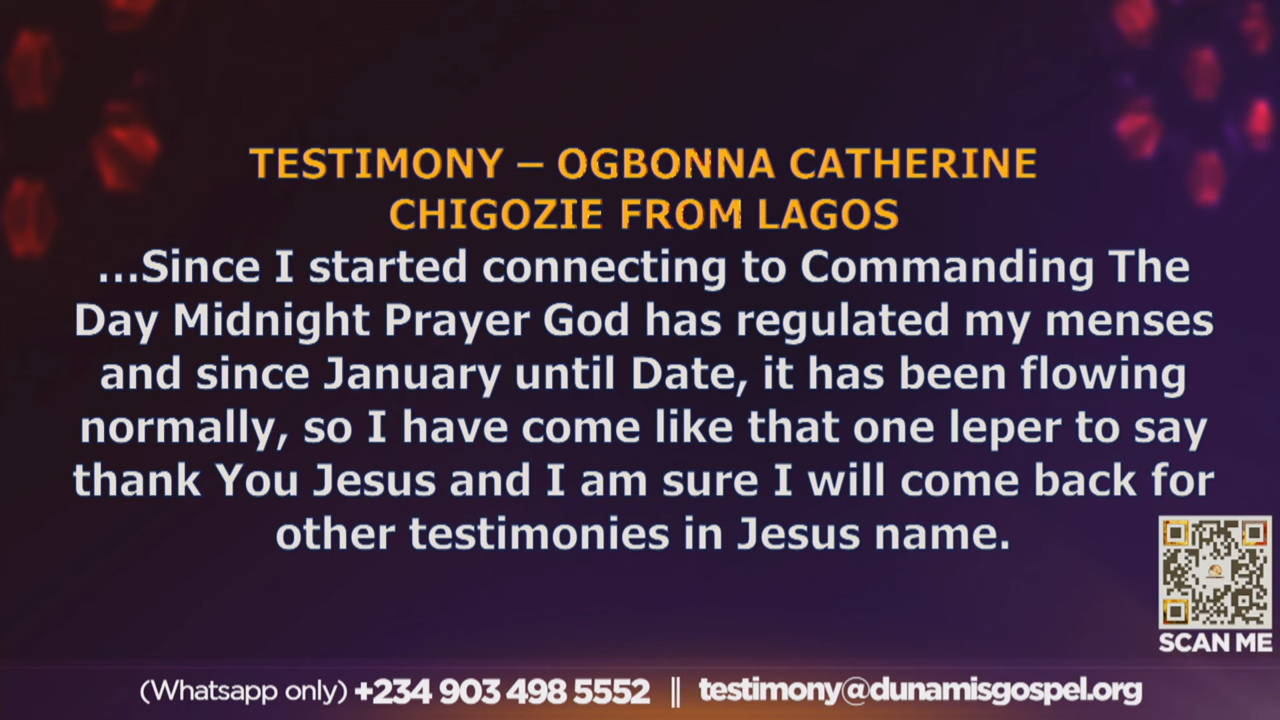 TESTIMONY – OGBONNA CATHERINE
CHIGOZIE FROM LAGOS
...Since I started connecting to Commanding The
Day Midnight Prayer God has regulated my menses
and since January until Date, it has been flowing
normally, so I have come like that one leper to say
thank You Jesus and I am sure I will come back for
other testimonies in Jesus name.
SCAN ME
(Whatsapp only) +234 903 498 5552 || testimony@dunamisgospel.org